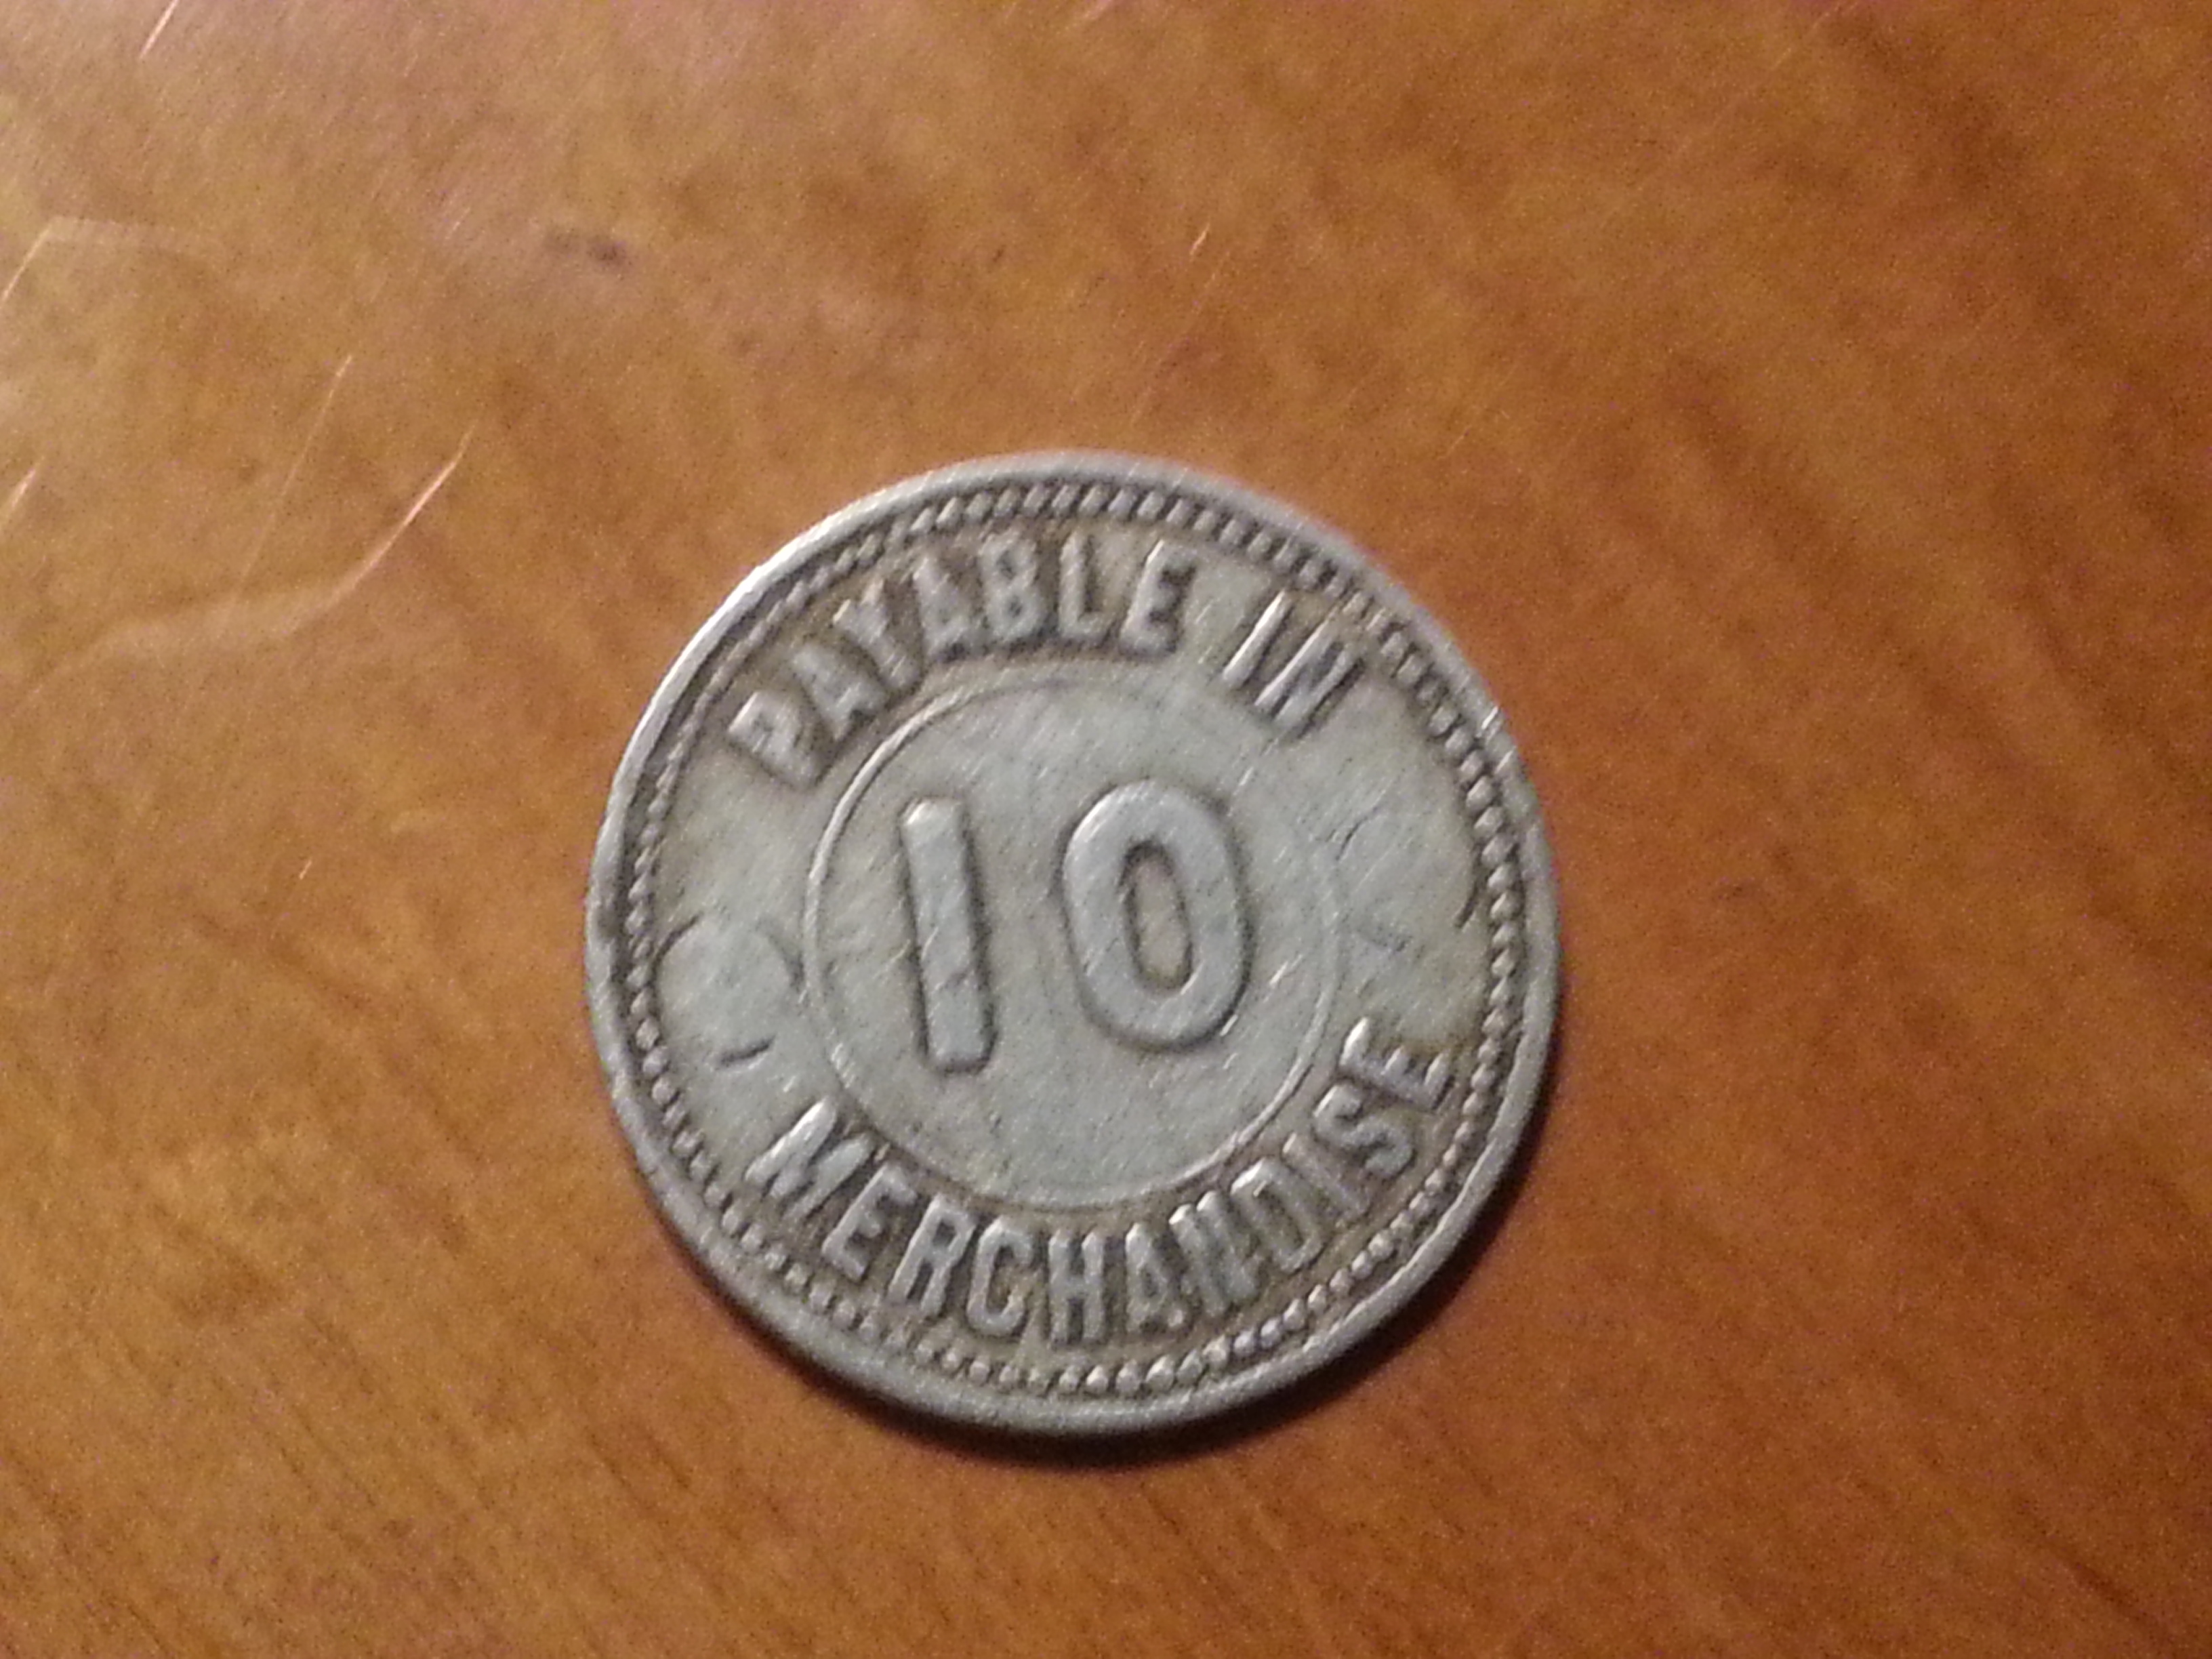 PAYABLE IN
10
MERCHANDISE